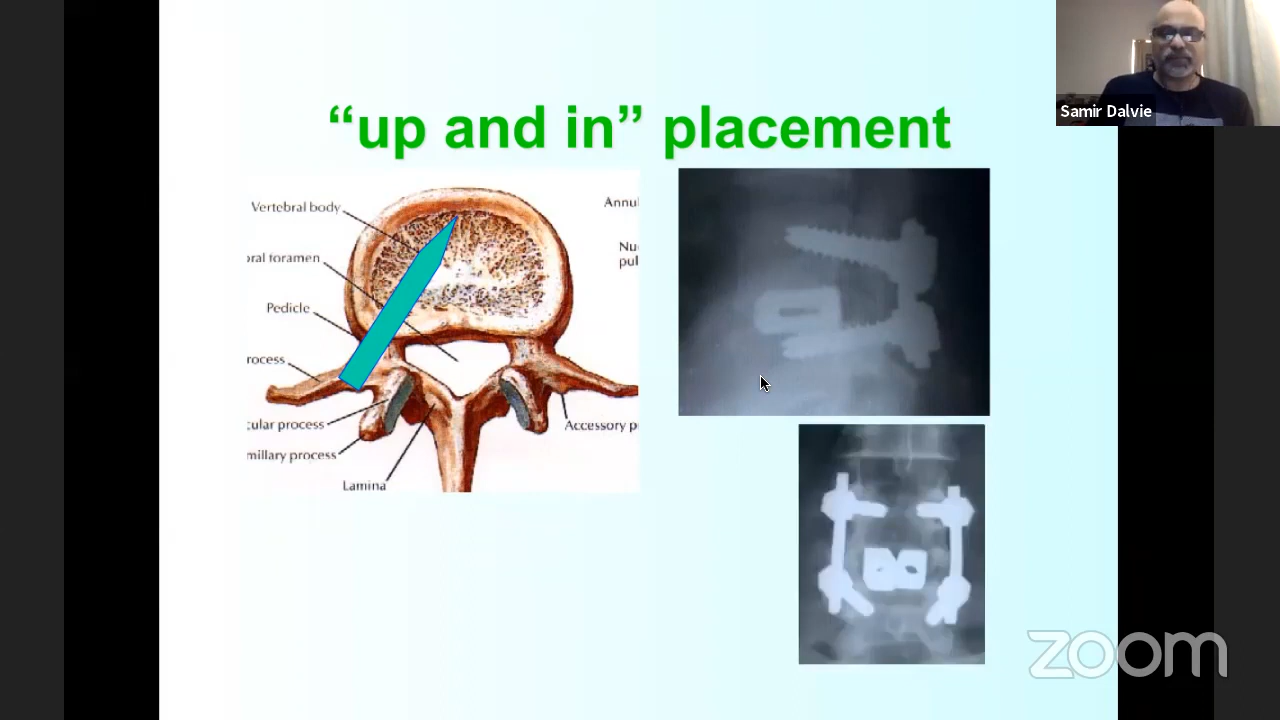 Samir Dalvie
“up and in” placement
Vertebral body
Annul
oral foramen
Nu
pul
Pedicle
rocess
cular process
Accessory p
millary process
Lamina
zoom